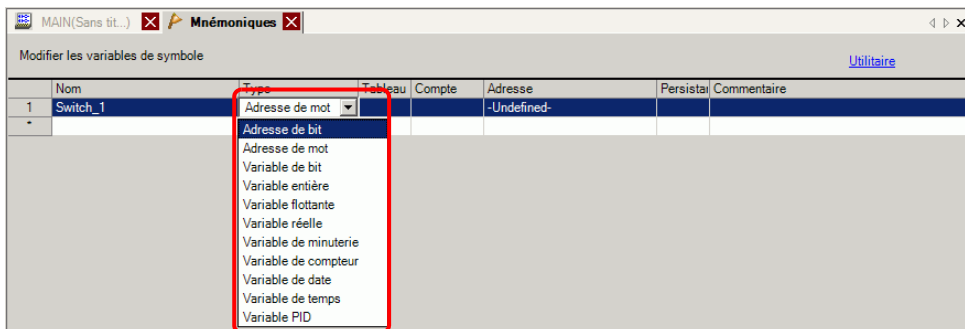 MAIN(Sans tit...) Mnémoniques
Modifier les variables de symbole
Utilitaire
Nom Type Tableau Compte Adresse Persistar Commentaire
1 Switch_1 Adresse de mot -Undefined-
*
Adresse de bit
Adresse de mot
Variable de bit
Variable entière
Variable flottante
Variable réelle
Variable de minuterie
Variable de compteur
Variable de date
Variable de temps
Variable PID